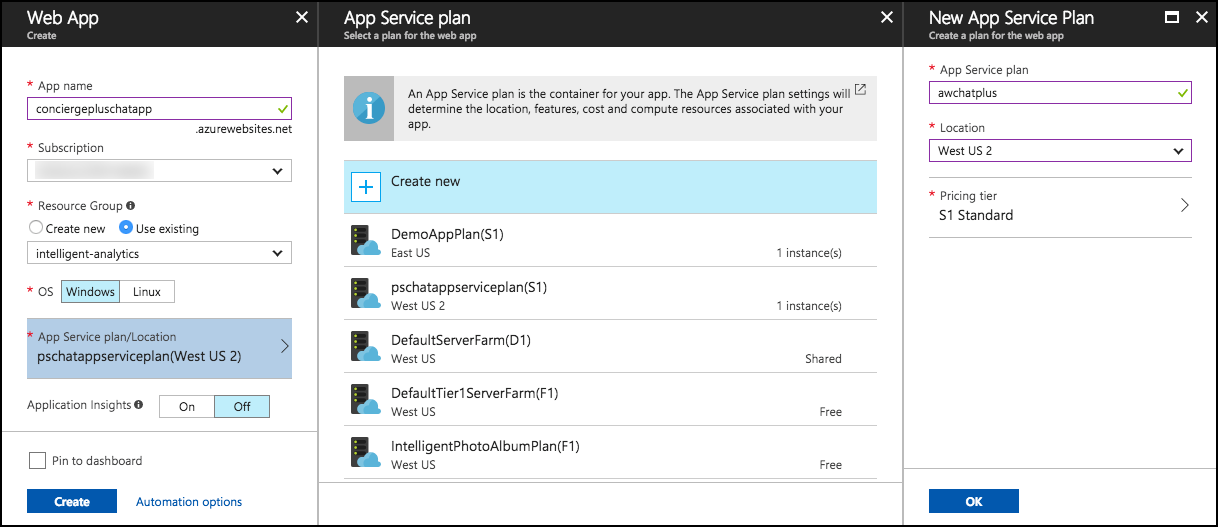 Web App
Create
* App name
conciergepluschatapp
.azurewebsites.net
* Subscription
* Resource Group
Create new
Use existing
intelligent-analytics
* OS
Windows
Linux
* App Service plan/Location
pschatappserviceplan(West US 2)
Application Insights
On
Off
Pin to dashboard
Create
Automation options
App Service plan
Select a plan for the web app
An App Service plan is the container for your app. The App Service plan settings will
determine the location, features, cost and compute resources associated with your
app.
Create new
DemoAppPlan(S1)
East US
1 instance(s)
pschatappserviceplan(S1)
West US 2
1 instance(s)
DefaultServerFarm(D1)
West US
Shared
DefaultTier1ServerFarm(F1)
West US
Free
IntelligentPhotoAlbumPlan(F1)
West US
Free
New App Service Plan
Create a plan for the web app
* App Service plan
awchatplus
* Location
West US 2
* Pricing tier
S1 Standard
OK